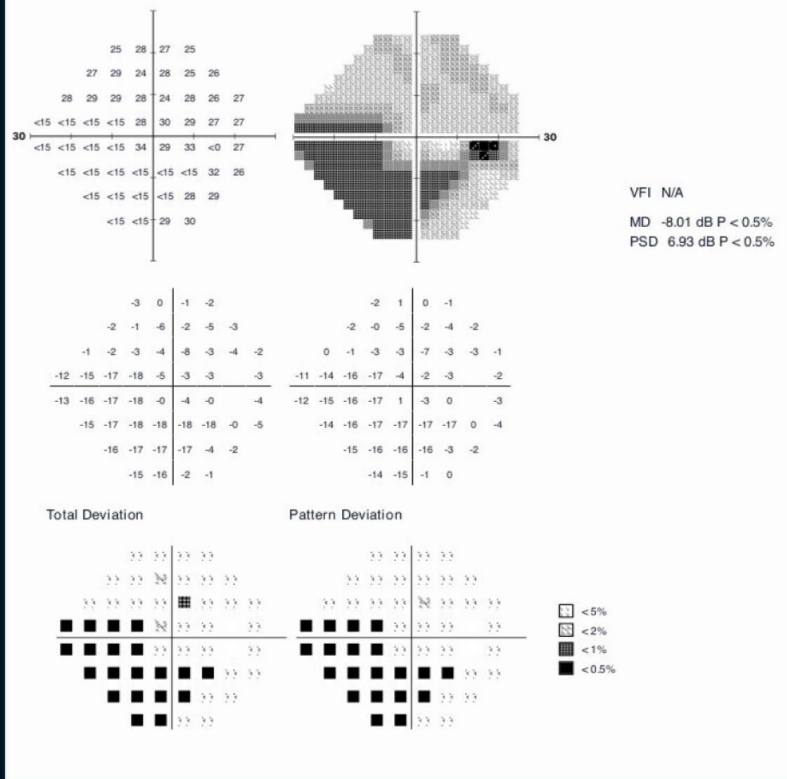 25 28 27 25
27 29 24 28 25 26
28 29 29 28 24 28 26 27
<15 <15 <15 <15 28 30 29 27 27
30 30
<15 <15 <15 <15 34 29 33 <0 27
<15 <15 <15 <15 <15 <15 32 26
<15 <15 <15 <15 28 29
<15 <15 29 30
VFI N/A
MD -8.01 dB P < 0.5%
PSD 6.93 dB P < 0.5%
-3 0 -1 -2
-2 -1 -6 -2 -5 -3
-1 -2 -3 -4 -8 -3 -4 -2
-12 -15 -17 -18 -5 -3 -3 -3
-13 -16 -17 -18 -0 -4 -0 -4
-15 -17 -18 -18 -18 -18 -0 -5
-16 -17 -17 -17 -4 -2
-15 -16 -2 -1
-2 1 0 -1
-2 -0 -5 -2 -4 -2
0 -1 -3 -3 -7 -3 -3 -1
-11 -14 -16 -17 -4 -2 -3 -2
-12 -15 -16 -17 1 -3 0 -3
-14 -16 -17 -17 -17 -17 0 -4
-15 -16 -16 -16 -3 -2
-14 -15 -1 0
Total Deviation
Pattern Deviation
<5%
<2%
<1%
<0.5%